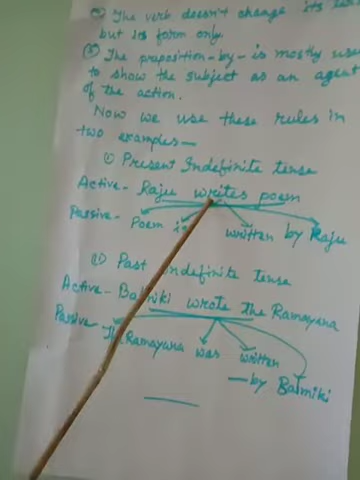 The verb doesn't change its
but its form only.
The preposition-by- is mostly
to show the subject as an agent
of the action.
Now we use these rules in
two examples—
Present Indefinite tense
Active- Raju writes poem
Passive- Poem is written by Raju
Past Indefinite tense
Active- Balmiki wrote the Ramayana
Passive- The Ramayana was written
—by Balmiki